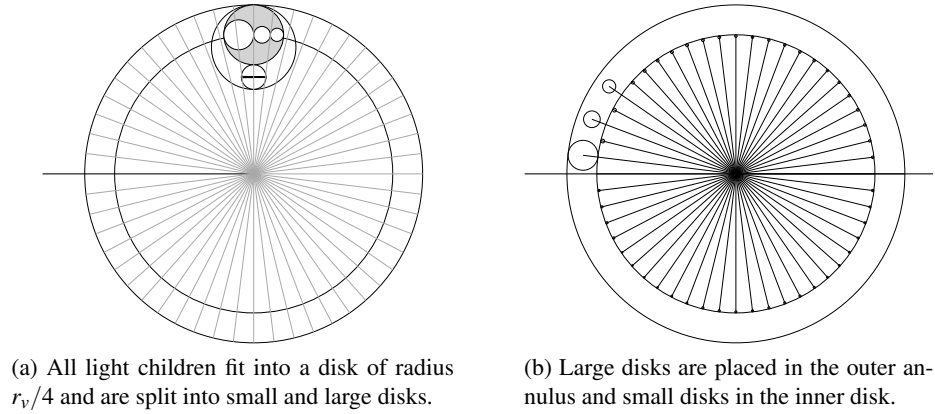 (a) All light children fit into a disk of radius
r_v/4 and are split into small and large disks.
(b) Large disks are placed in the outer an-
nulus and small disks in the inner disk.